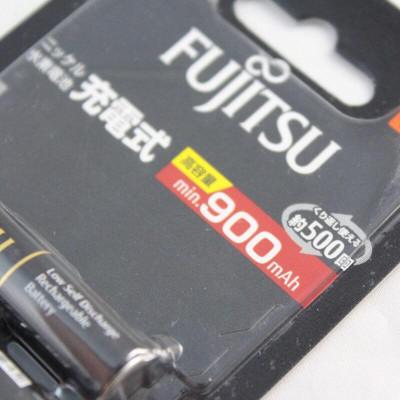 FUJITSU
ニッケル
水素電池
充電式
高容量
min.900mAh
くり返し使える
約500回
Low Self Discharge
Rechargeable
Battery